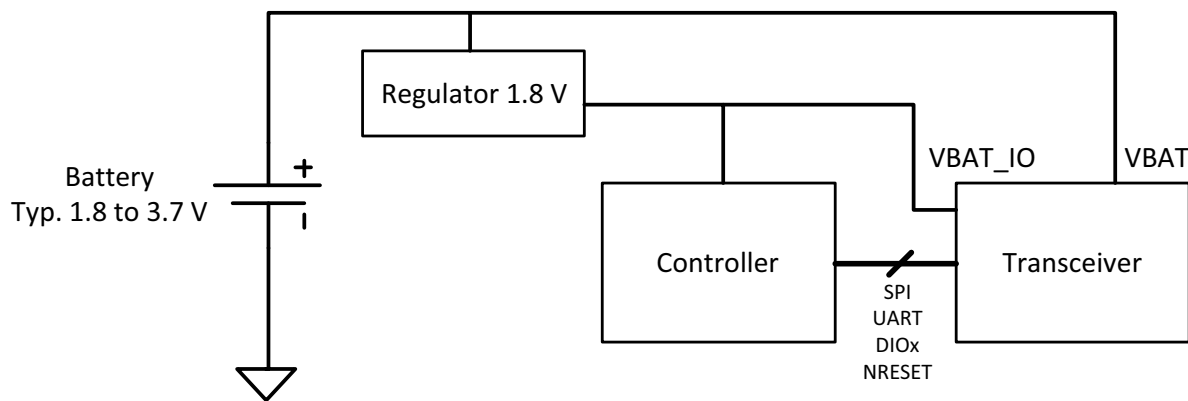 Regulator 1.8 V
VBAT_IO
VBAT
Battery
Typ. 1.8 to 3.7 V
+
-
Controller
Transceiver
SPI
UART
DIOx
NRESET